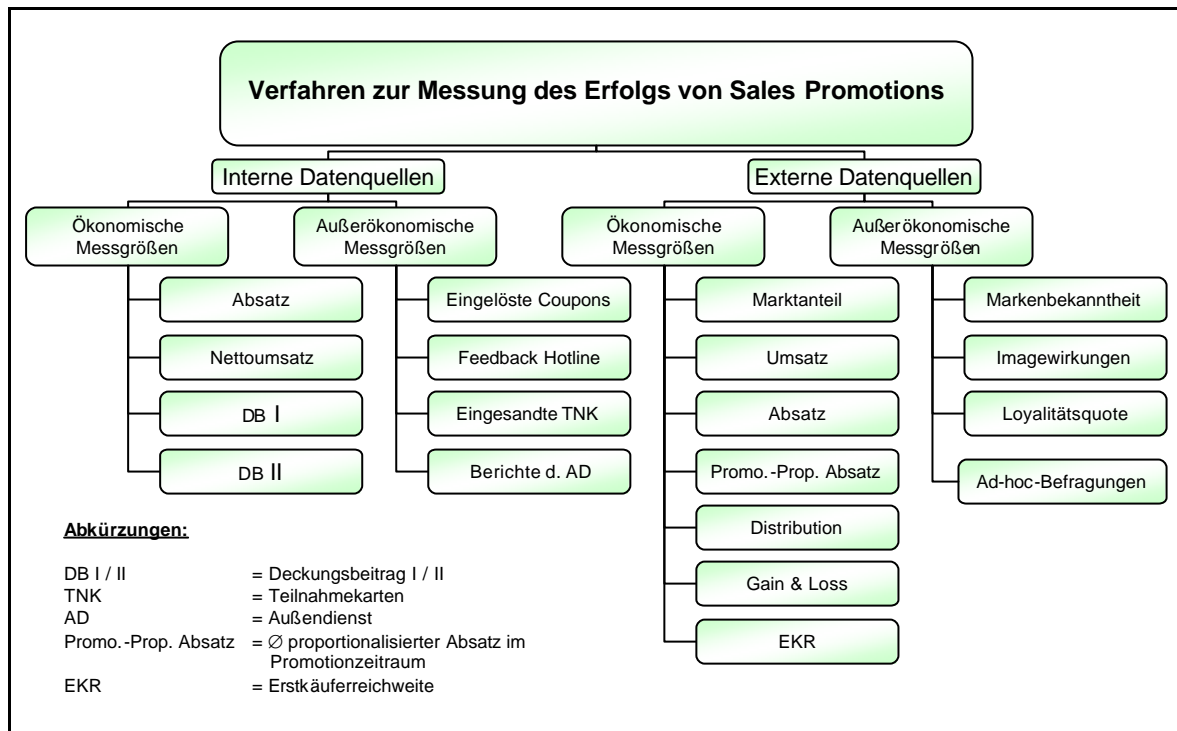 Verfahren zur Messung des Erfolgs von Sales Promotions
Interne Datenquellen
Externe Datenquellen
Ökonomische
Messgrößen
Außerökonomische
Messgrößen
Ökonomische
Messgrößen
Außerökonomische
Messgrößen
Absatz
Nettoumsatz
DB I
DB II
Eingelöste Coupons
Feedback Hotline
Eingesandte TNK
Berichte d. AD
Marktanteil
Umsatz
Absatz
Promo.-Prop. Absatz
Distribution
Gain & Loss
EKR
Markenbekanntheit
Imagewirkungen
Loyalitätsquote
Ad-hoc-Befragungen
Abkürzungen:
DB I / II = Deckungsbeitrag I / II
TNK = Teilnahmekarten
AD = Außendienst
Promo.-Prop. Absatz = ∅ proportionalisierter Absatz im
Promotionzeitraum
EKR = Erstkäuferreichweite